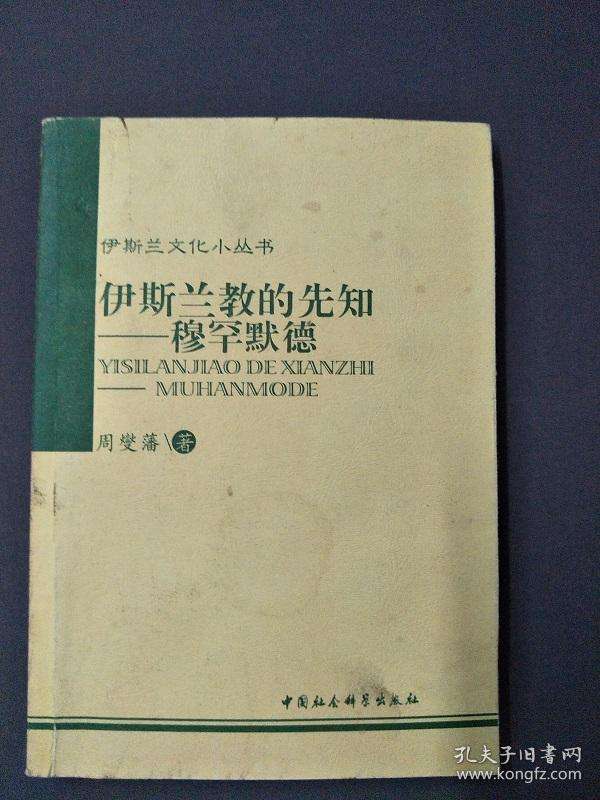 伊斯兰文化小丛书
伊斯兰教的先知
——穆罕默德
YISILANJIAO DE XIANZHI
—— MUHANMODE
周燮藩\著
中国社会科学出版社
孔夫子旧书网
www.kongfz.com